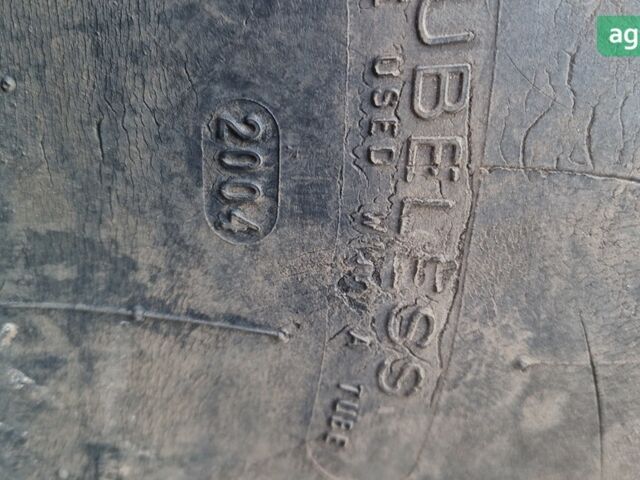 UBELESS
USED WITH A TUBE
2004
ag